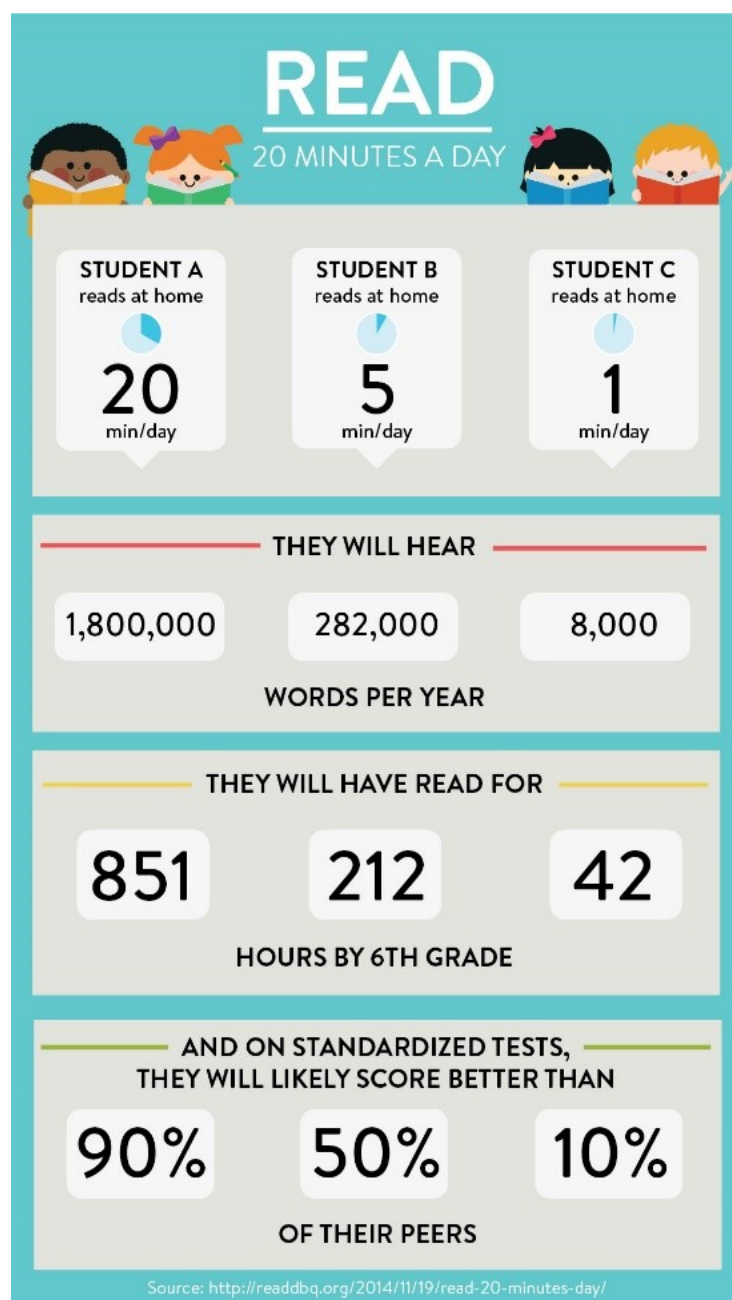 READ
20 MINUTES A DAY
STUDENT A
reads at home
20
min/day
STUDENT B
reads at home
5
min/day
STUDENT C
reads at home
1
min/day
THEY WILL HEAR
1,800,000 282,000 8,000
WORDS PER YEAR
THEY WILL HAVE READ FOR
851 212 42
HOURS BY 6TH GRADE
AND ON STANDARDIZED TESTS,
THEY WILL LIKELY SCORE BETTER THAN
90% 50% 10%
OF THEIR PEERS
Source: http://readdbq.org/2014/11/19/read-20-minutes-day/